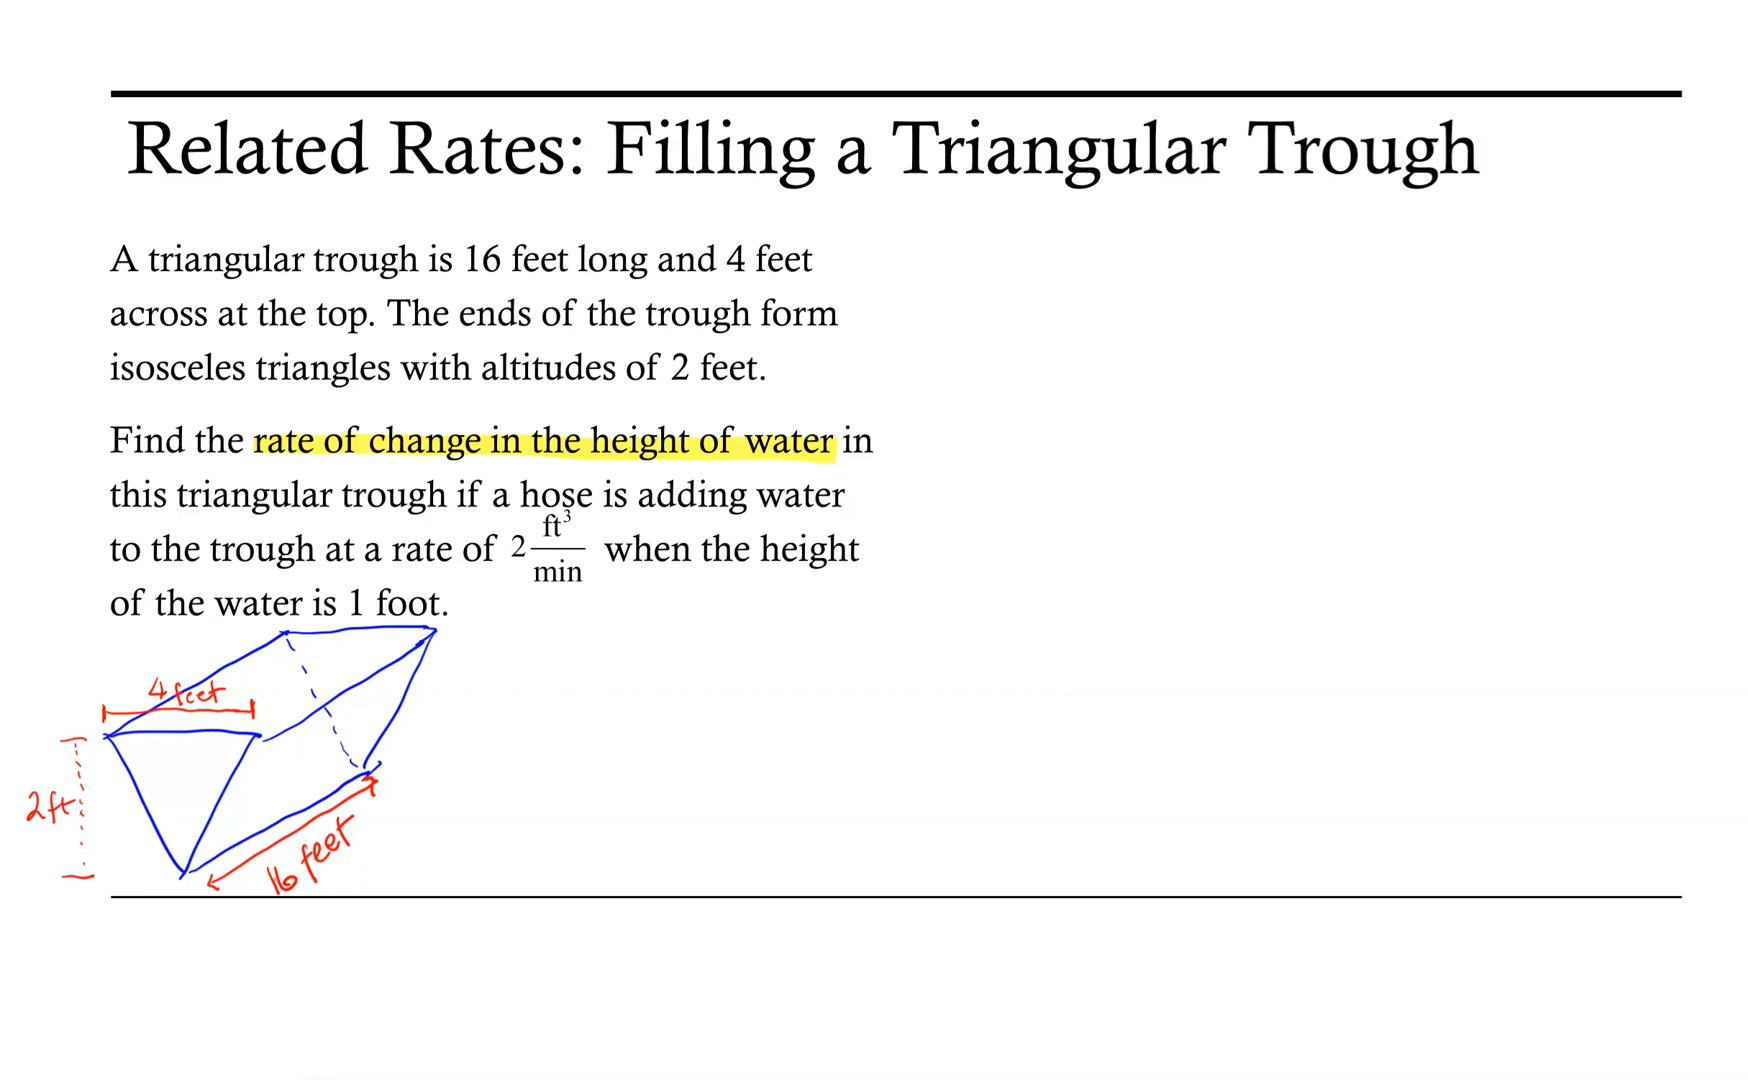 Related Rates: Filling a Triangular Trough
A triangular trough is 16 feet long and 4 feet
across at the top. The ends of the trough form
isosceles triangles with altitudes of 2 feet.
Find the rate of change in the height of water in
this triangular trough if a hose is adding water
to the trough at a rate of 2 ft³/min when the height
of the water is 1 foot.
4 feet
2ft
16 feet